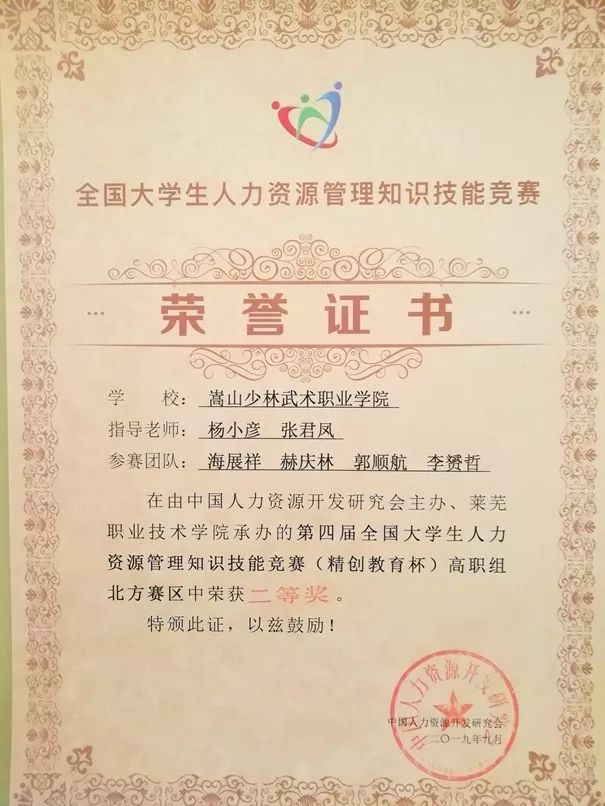 全国大学生人力资源管理知识技能竞赛
荣誉证书
学 校：嵩山少林武术职业学院
指导老师：杨小彦 张君凤
参赛团队：海展祥 赫庆林 郭顺航 李赟哲
在由中国人力资源开发研究会主办、莱芜
职业技术学院承办的第四届全国大学生人力
资源管理知识技能竞赛（精创教育杯）高职组
北方赛区中荣获二等奖。
特颁此证，以兹鼓励！
中国人力资源开发研究会
二〇一九年九月